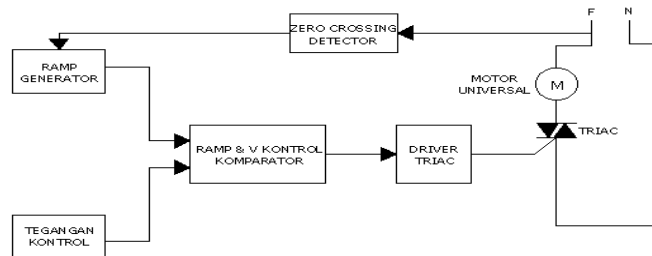 F N
ZERO CROSSING
DETECTOR
RAMP
GENERATOR
MOTOR
UNIVERSAL
M
TRIAC
RAMP & V KONTROL
KOMPARATOR
DRIVER
TRIAC
TEGANGAN
KONTROL